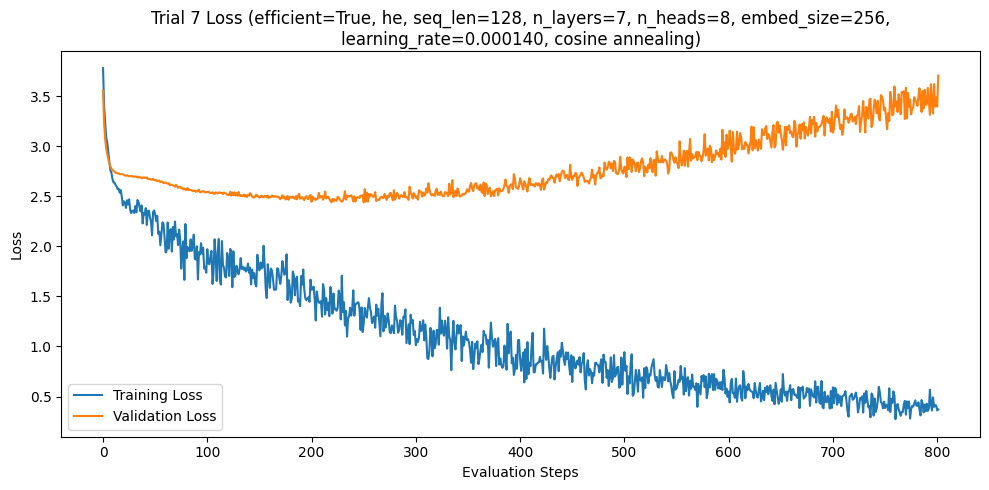 Trial 7 Loss (efficient=True, he, seq_len=128, n_layers=7, n_heads=8, embed_size=256,
learning_rate=0.000140, cosine annealing)
Loss
3.5
3.0
2.5
2.0
1.5
1.0
0.5
Training Loss
Validation Loss
0 100 200 300 400 500 600 700 800
Evaluation Steps